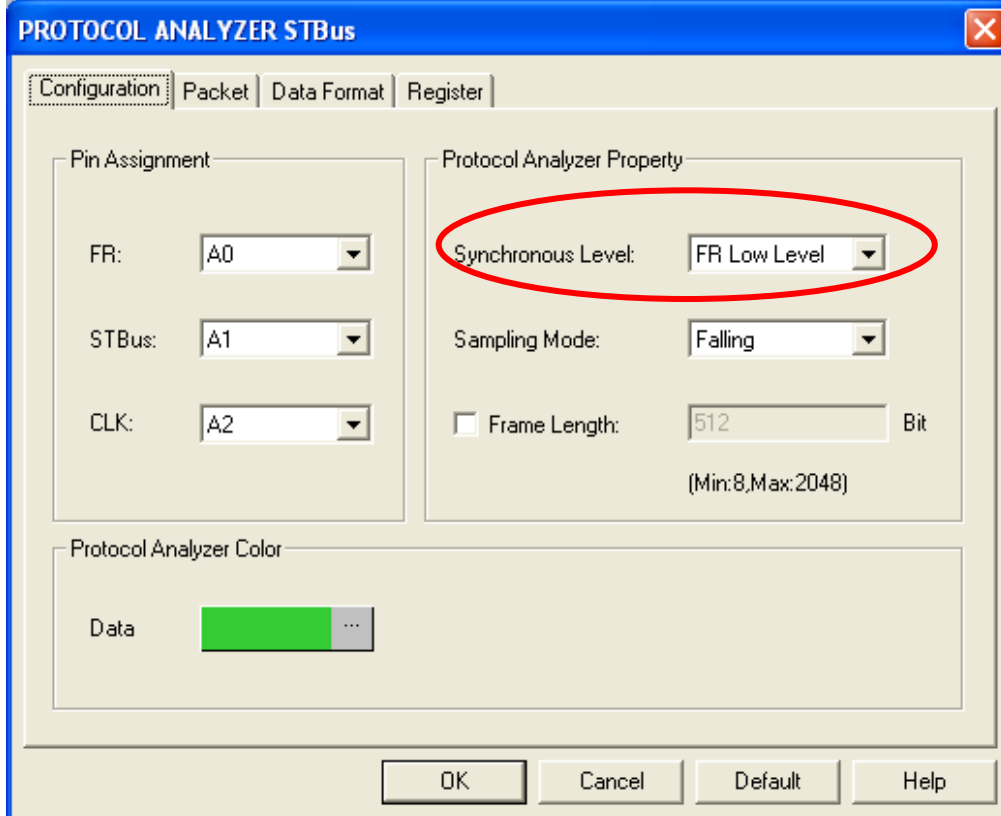 PROTOCOL ANALYZER STBus
Configuration Packet Data Format Register
Pin Assignment
FR: A0
STBus: A1
CLK: A2
Protocol Analyzer Property
Synchronous Level: FR Low Level
Sampling Mode: Falling
Frame Length: 512 Bit
(Min:8,Max:2048)
Protocol Analyzer Color
Data ...
OK Cancel Default Help